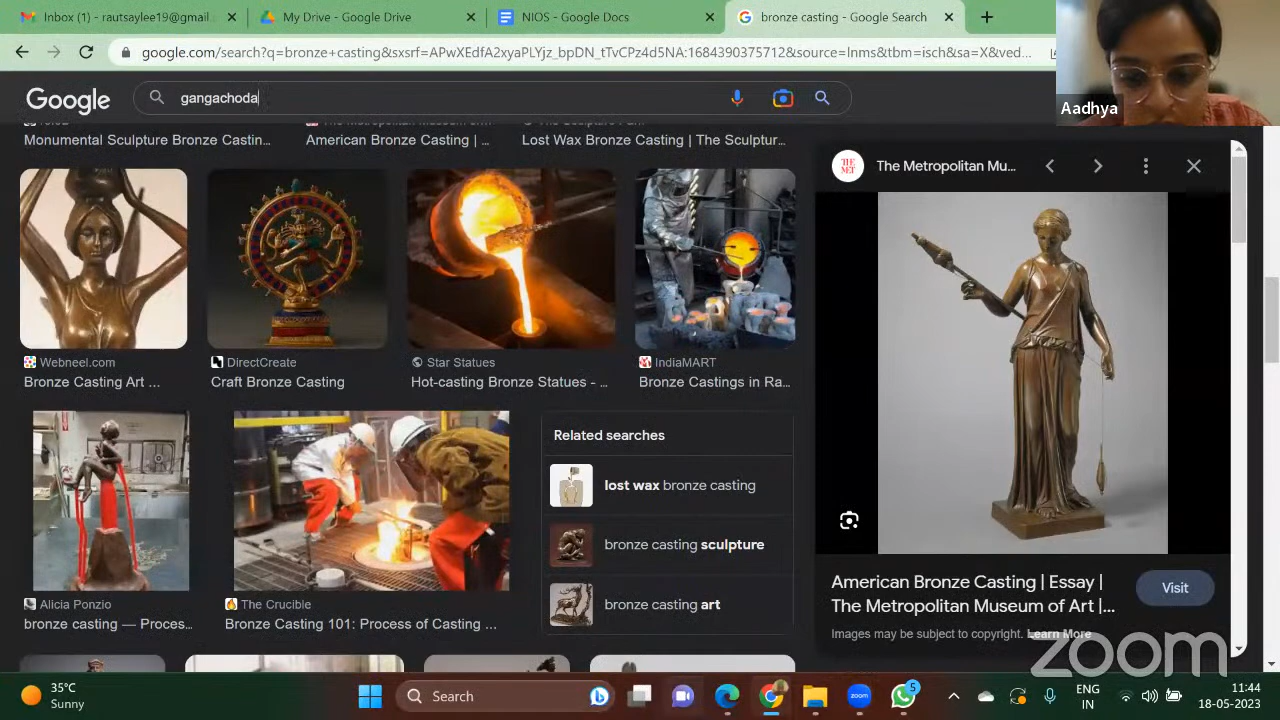 Inbox (1) - rautsaylee19@gmail
My Drive - Google Drive
NIOS - Google Docs
bronze casting - Google Search
google.com/search?q=bronze+casting&sxsrf=APwXEdfA2xyaPLYjz_bpDN_tTvCPz4d5NA:1684390375712&source=lnms&tbm=isch&sa=X&ved...
Google
gangachoda
Aadhya
Monumental Sculpture Bronze Castin...
American Bronze Casting | ...
Lost Wax Bronze Casting | The Sculptur...
THE MET
The Metropolitan Mu...
Webneel.com
Bronze Casting Art ...
DirectCreate
Craft Bronze Casting
Star Statues
Hot-casting Bronze Statues - ...
IndiaMART
Bronze Castings in Ra...
Related searches
lost wax bronze casting
bronze casting sculpture
bronze casting art
Alicia Ponzio
bronze casting — Proces...
The Crucible
Bronze Casting 101: Process of Casting ...
American Bronze Casting | Essay |
The Metropolitan Museum of Art |...
Visit
Images may be subject to copyright. Learn More
zoom
35°C
Sunny
Search
zoom
5
ENG
IN
11:44
18-05-2023